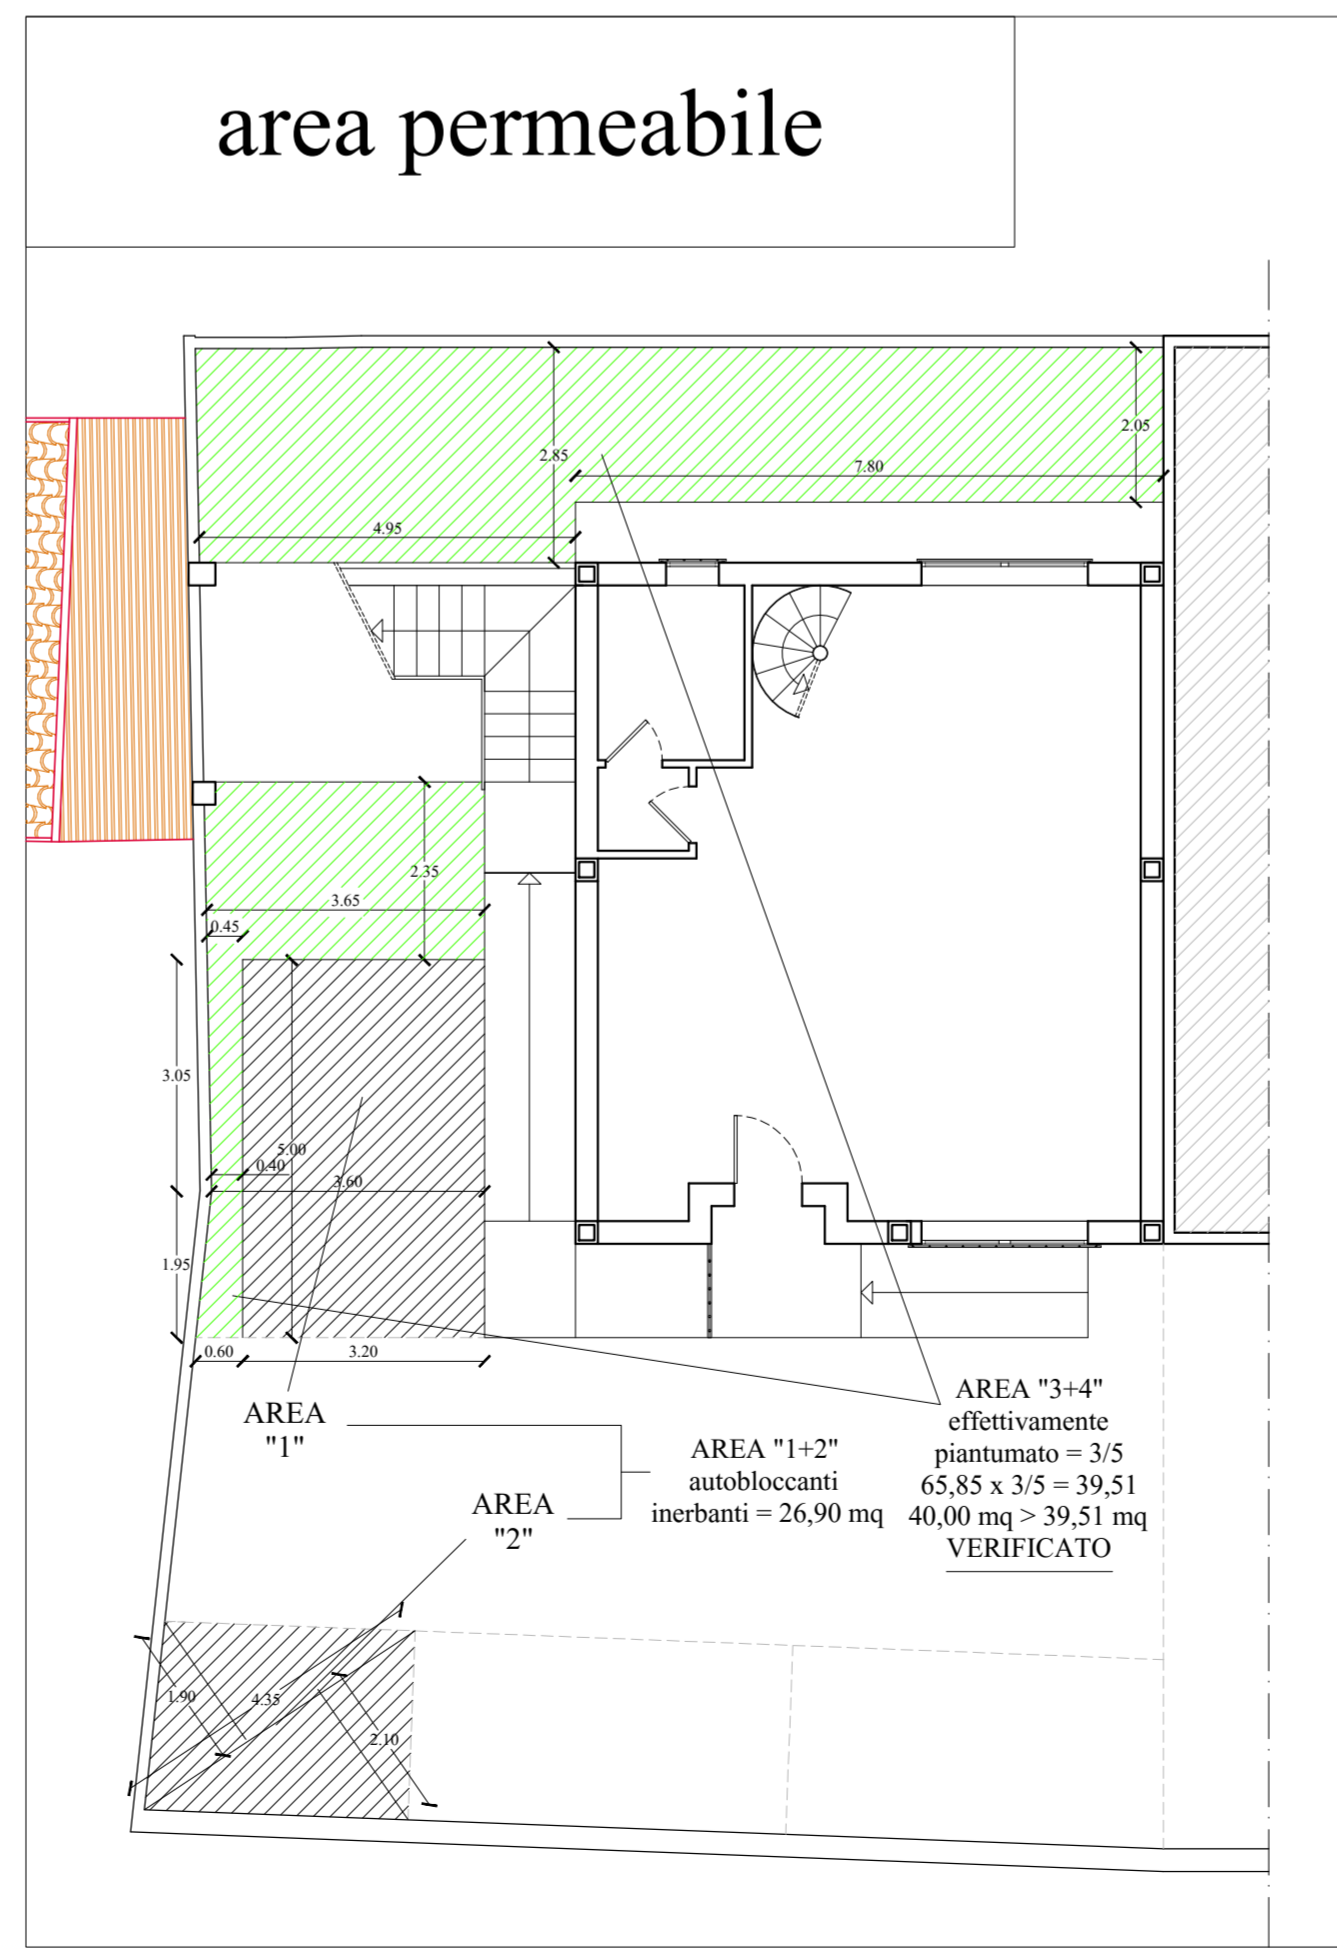 area permeabile
2.05
2.85
7.80
4.95
2.35
3.65
0.45
3.05
5.00
0.40
3.60
1.95
0.60
3.20
AREA
"1"
AREA "1+2"
autobloccanti
inerbanti = 26,90 mq
AREA "3+4"
effettivamente
piantumato = 3/5
65,85 x 3/5 = 39,51
40,00 mq > 39,51 mq
VERIFICATO
AREA
"2"
1.90
4.35
2.10